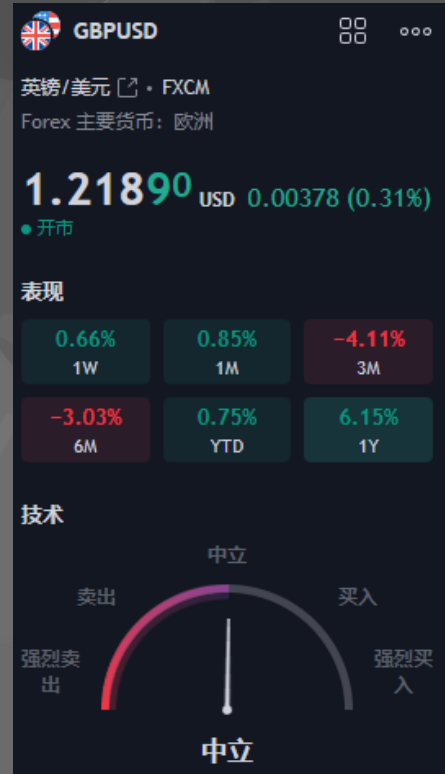 GBPUSD
英镑/美元 • FXCM
Forex 主要货币：欧洲
1.21890 USD 0.00378 (0.31%)
开市
表现
0.66% 0.85% −4.11%
1W 1M 3M
−3.03% 0.75% 6.15%
6M YTD 1Y
技术
中立
卖出 买入
强烈卖出 强烈买入
中立